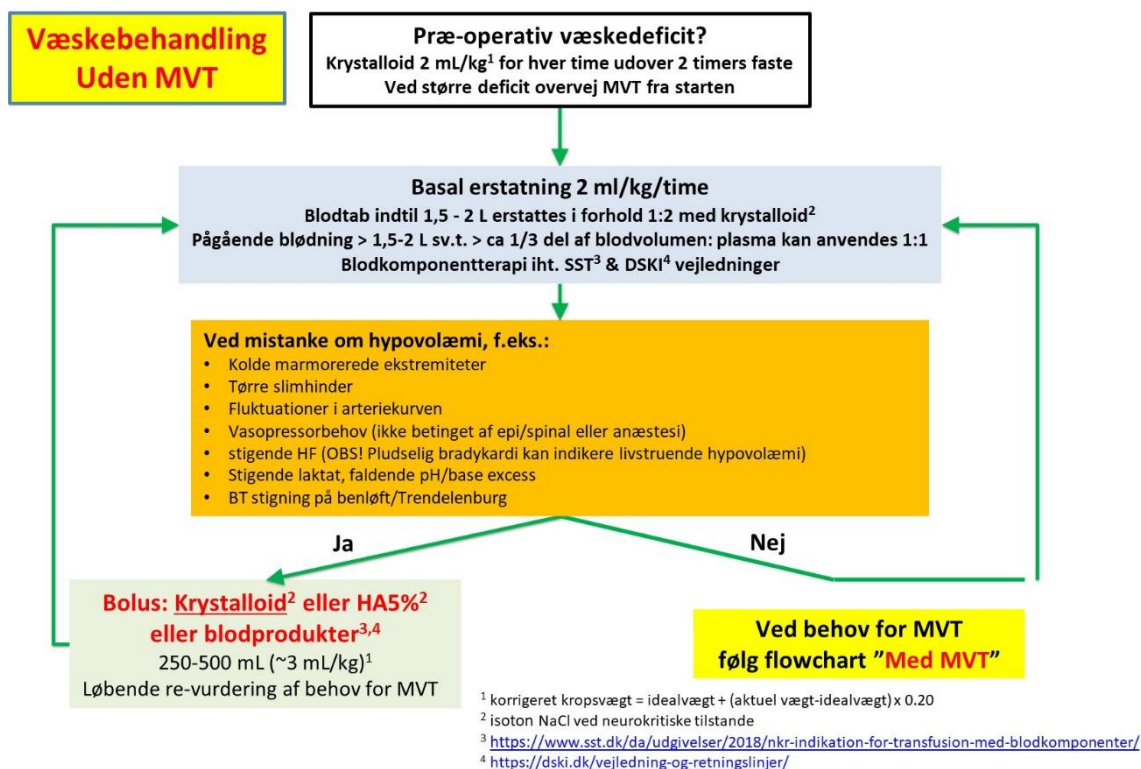 Væskebehandling
Uden MVT
Præ-operativ væskedeficit?
Krystalloid 2 mL/kg¹ for hver time udover 2 timers faste
Ved større deficit overvej MVT fra starten
Basal erstatning 2 ml/kg/time
Blodtab indtil 1,5 - 2 L erstattes i forhold 1:2 med krystalloid²
Pågående blødning > 1,5-2 L sv.t. > ca 1/3 del af blodvolumen: plasma kan anvendes 1:1
Blodkomponentterapi iht. SST³ & DSKI⁴ vejledninger
Ved mistanke om hypovolæmi, f.eks.:
• Kolde marmorerede ekstremiteter
• Tørre slimhinder
• Fluktuationer i arteriekurven
• Vasopressorbehov (ikke betinget af epi/spinal eller anæstesi)
• stigende HF (OBS! Pludselig bradykardi kan indikere livstruende hypovolæmi)
• Stigende laktat, faldende pH/base excess
• BT stigning på benløft/Trendelenburg
Ja
Nej
Bolus: Krystalloid² eller HA5%²
eller blodprodukter³,⁴
250-500 mL (~3 mL/kg)¹
Løbende re-vurdering af behov for MVT
Ved behov for MVT
følg flowchart ”Med MVT”
¹ korrigeret kropsvægt = idealvægt + (aktuel vægt-idealvægt) x 0.20
² isoton NaCl ved neurokritiske tilstande
³ https://www.sst.dk/da/udgivelser/2018/nkr-indikation-for-transfusion-med-blodkomponenter/
⁴ https://dski.dk/vejledning-og-retningslinjer/